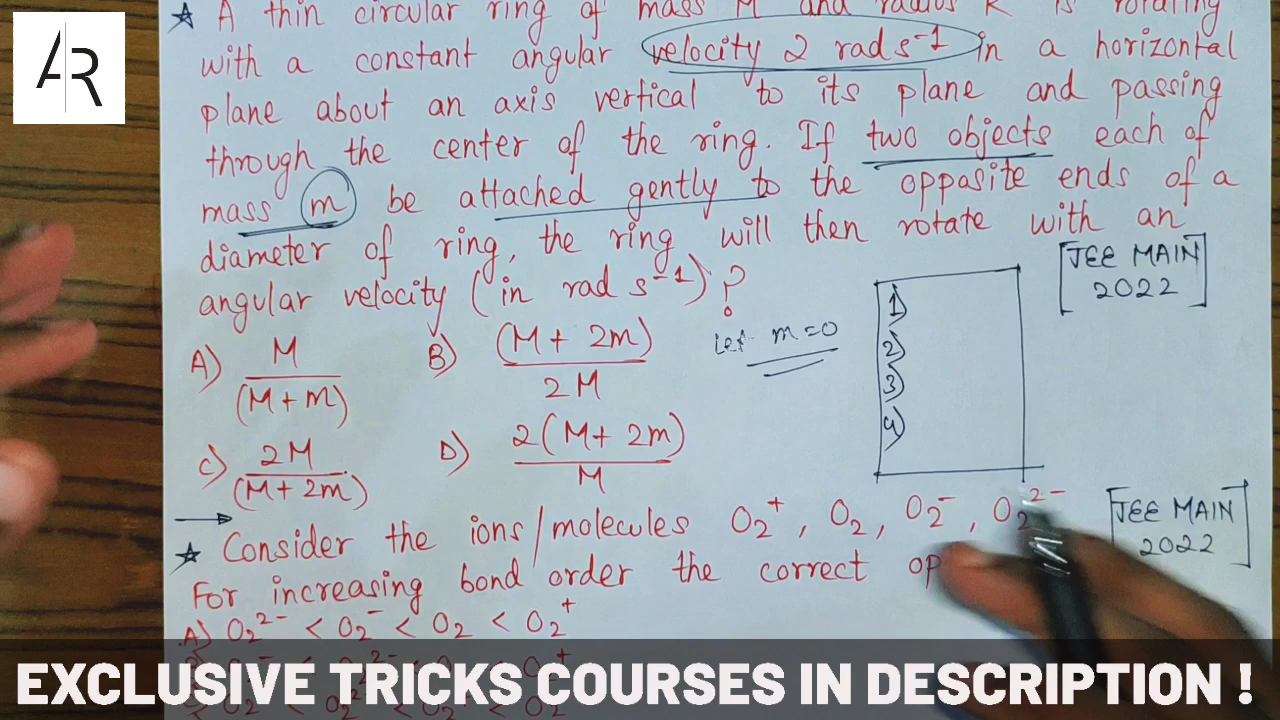 AR
A thin circular ring of mass M and radius R is rotating
with a constant angular velocity 2 rad s⁻¹ in a horizontal
plane about an axis vertical to its plane and passing
through the center of the ring. If two objects each of
mass m be attached gently to the opposite ends of a
diameter of ring, the ring will then rotate with an
angular velocity (in rad s⁻¹)?
[JEE MAIN
2022]
A) M/(M+m)
B) (M+2m)/2M
Let m=0
C) 2M/(M+2m)
D) 2(M+2m)/M
1)
2)
3)
4)
Consider the ions/molecules O₂⁺, O₂, O₂⁻, O₂²⁻
[JEE MAIN
2022]
For increasing bond order the correct
A) O₂²⁻ < O₂⁻ < O₂ < O₂⁺
EXCLUSIVE TRICKS COURSES IN DESCRIPTION !